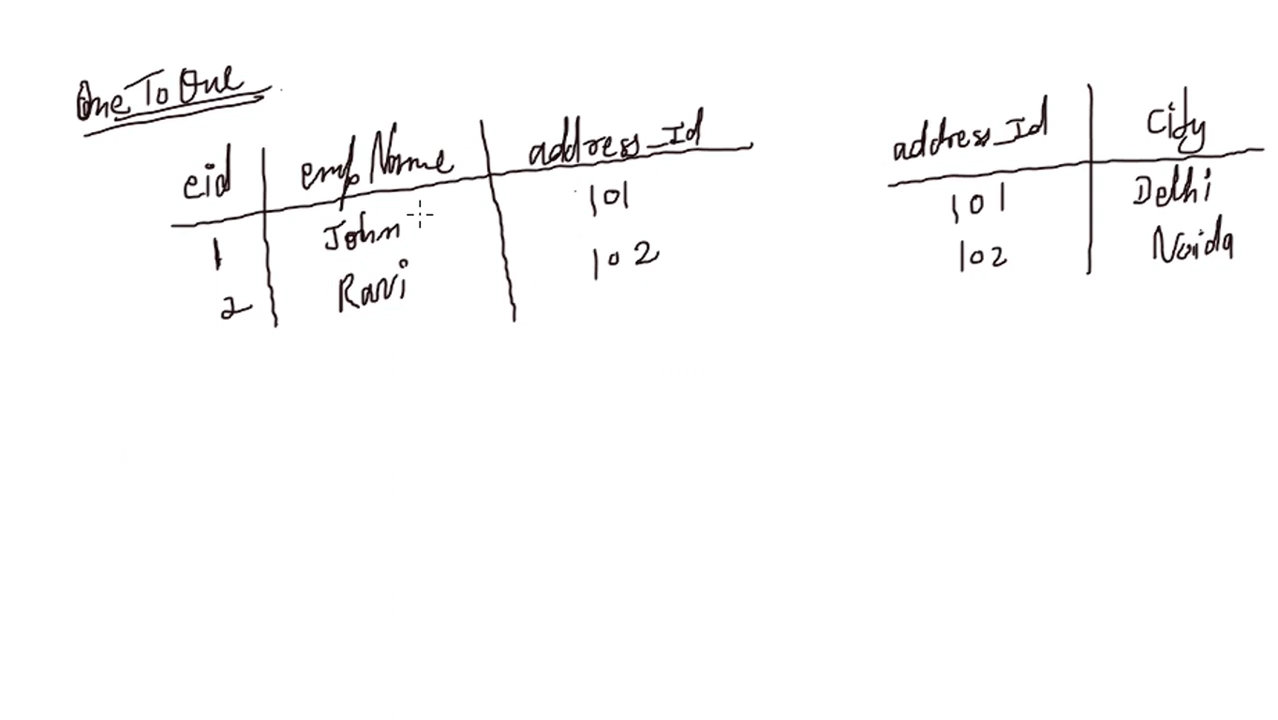 One To One
eid empName address_Id
1 John 101
2 Ravi 102
address_Id City
101 Delhi
102 Noida